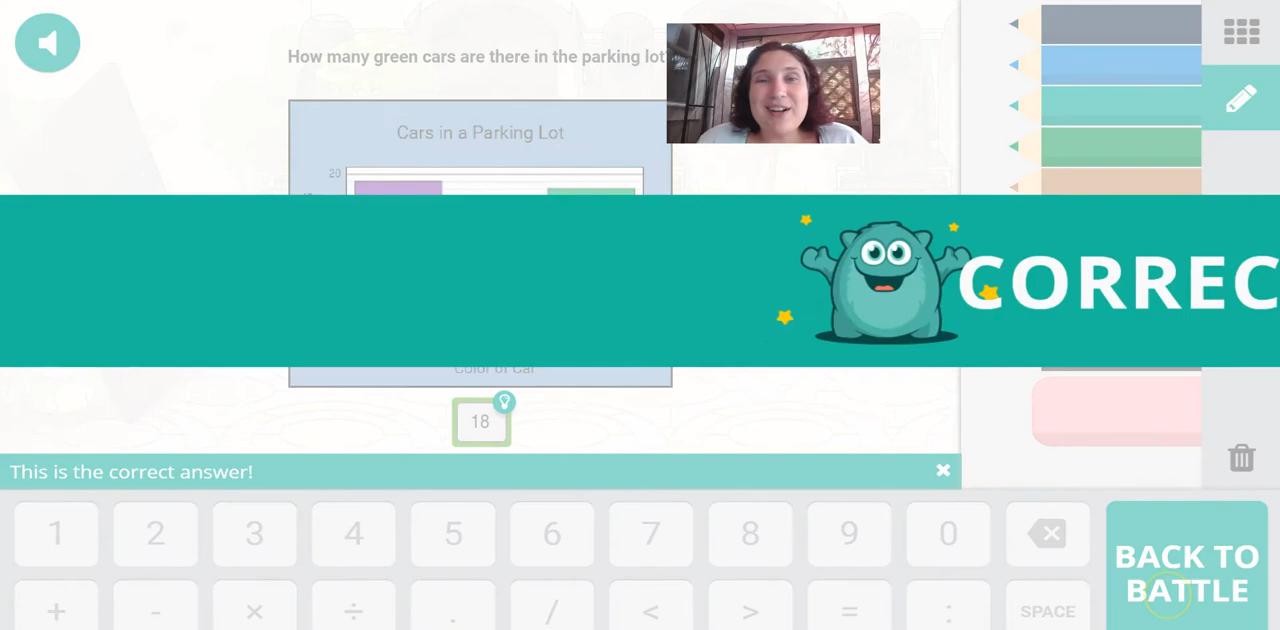 How many green cars are there in the parking lot
Cars in a Parking Lot
20
CORREC
Color of Car
18
This is the correct answer!
1 2 3 4 5 6 7 8 9 0
BACK TO
BATTLE
+ - × ÷ . / < > = : SPACE